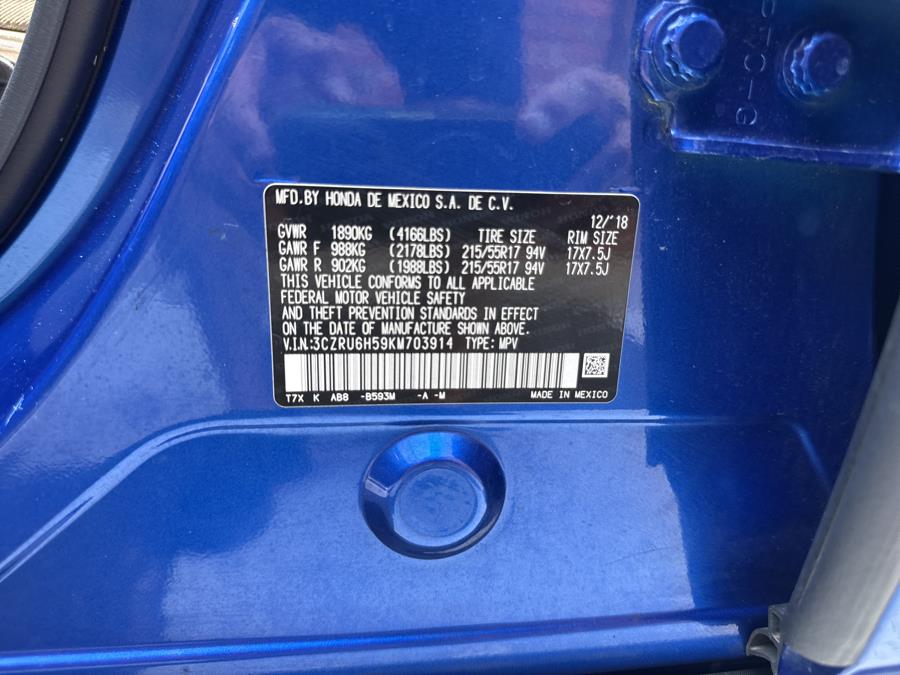 MFD.BY HONDA DE MEXICO S.A. DE C.V.
12/'18
GVWR 1890KG (4166LBS) TIRE SIZE RIM SIZE
GAWR F 988KG (2178LBS) 215/55R17 94V 17X7.5J
GAWR R 902KG (1988LBS) 215/55R17 94V 17X7.5J
THIS VEHICLE CONFORMS TO ALL APPLICABLE
FEDERAL MOTOR VEHICLE SAFETY
AND THEFT PREVENTION STANDARDS IN EFFECT
ON THE DATE OF MANUFACTURE SHOWN ABOVE.
V.I.N:3CZRU6H59KM703914 TYPE: MPV
T7X K AB8 -B593M -A -M MADE IN MEXICO